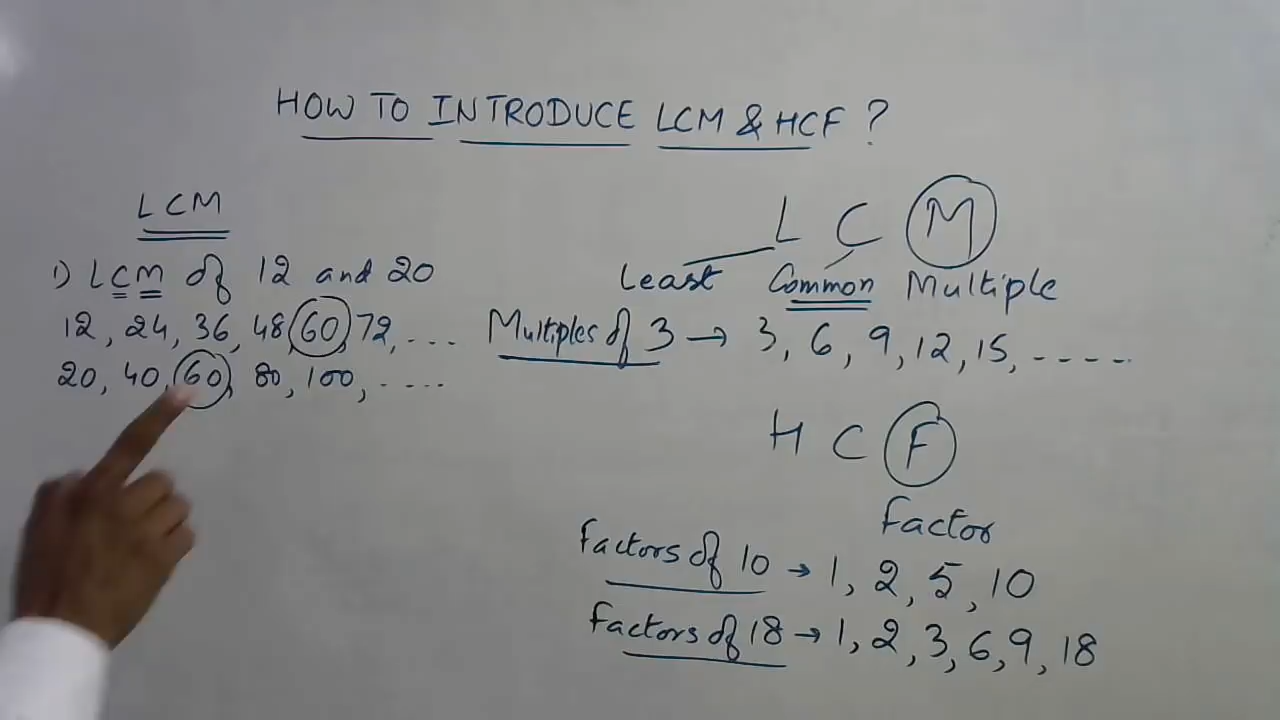 HOW TO INTRODUCE LCM & HCF ?
LCM
1) LCM of 12 and 20
12, 24, 36, 48, 60, 72, ....
20, 40, 60, 80, 100, ....
L C M
Least Common Multiple
Multiples of 3 → 3, 6, 9, 12, 15, -----
H C F
Factor
Factors of 10 → 1, 2, 5, 10
Factors of 18 → 1, 2, 3, 6, 9, 18